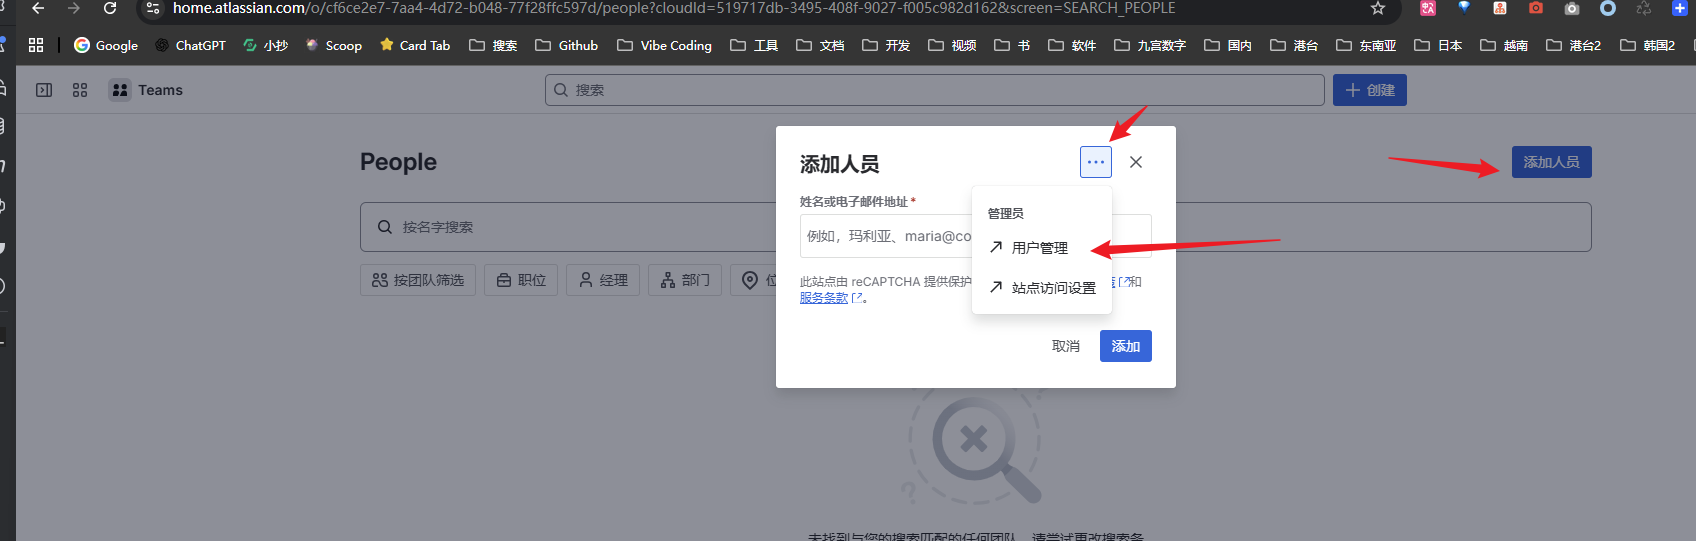 home.atlassian.com/o/cf6ce2e7-7aa4-4d72-b048-77f28ffc597d/people?cloudId=519717db-3495-408f-9027-f005c982d162&screen=SEARCH_PEOPLE
Google ChatGPT 小抄 Scoop Card Tab 搜索 Github Vibe Coding 工具 文档 开发 视频 书 软件 九宫数字 国内 港台 东南亚 日本 越南 港台2 韩国2
Teams 搜索 创建
People
添加人员
添加人员
姓名或电子邮件地址 *
管理员
按名字搜索
例如，玛利亚、maria@co
用户管理
按团队筛选 职位 经理 部门
此站点由 reCAPTCHA 提供保护
和
服务条款 。
站点访问设置
取消 添加
未找到与您的搜索匹配的任何团队。请尝试更改搜索条